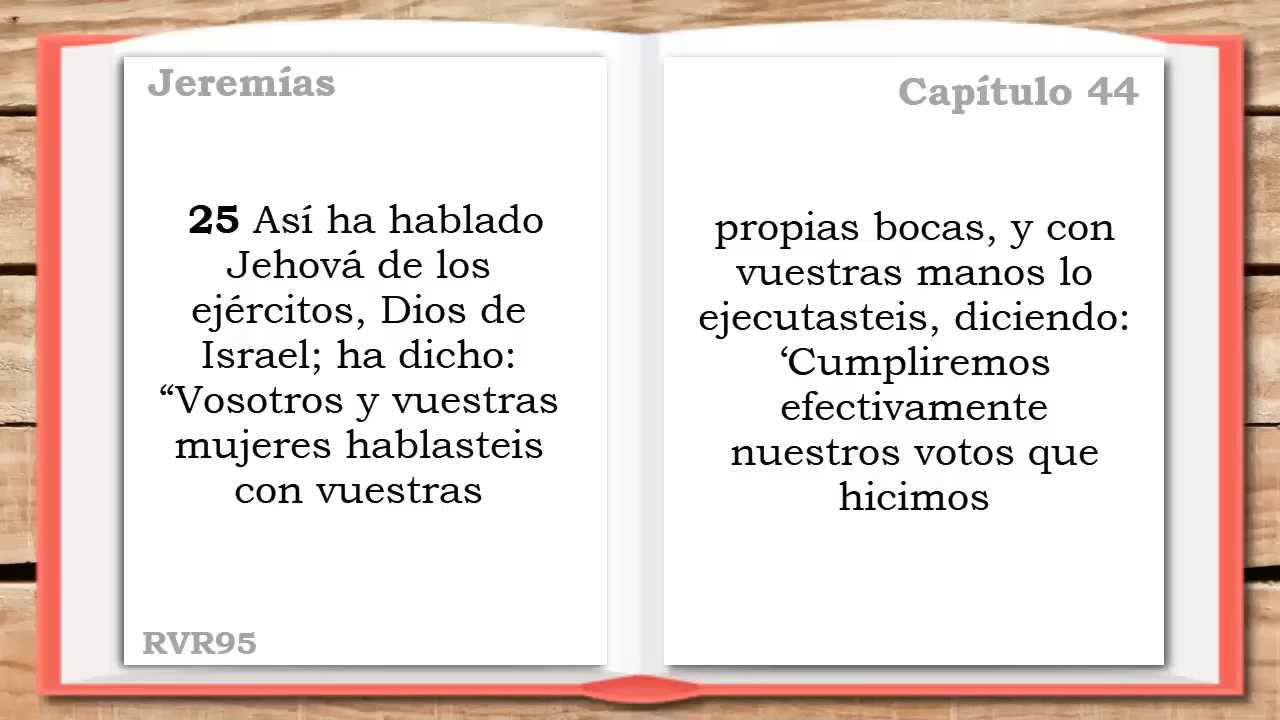 Jeremías
25 Así ha hablado
Jehová de los
ejércitos, Dios de
Israel; ha dicho:
“Vosotros y vuestras
mujeres hablasteis
con vuestras
RVR95
Capítulo 44
propias bocas, y con
vuestras manos lo
ejecutasteis, diciendo:
‘Cumpliremos
efectivamente
nuestros votos que
hicimos